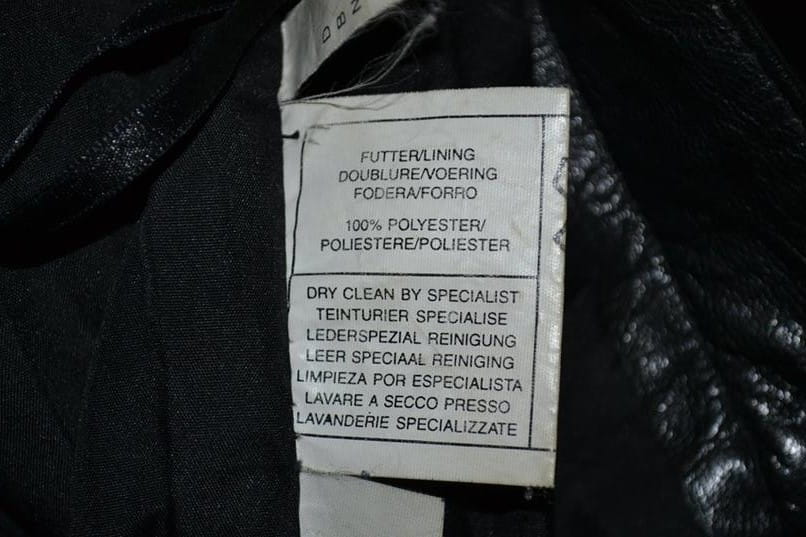 D
B
N
FUTTER/LINING
DOUBLURE/VOERING
FODERA/FORRO
100% POLYESTER/
POLIESTERE/POLIESTER
DRY CLEAN BY SPECIALIST
TEINTURIER SPECIALISE
LEDERSPEZIAL REINIGUNG
LEER SPECIAAL REINIGING
LIMPIEZA POR ESPECIALISTA
LAVARE A SECCO PRESSO
LAVANDERIE SPECIALIZZATE